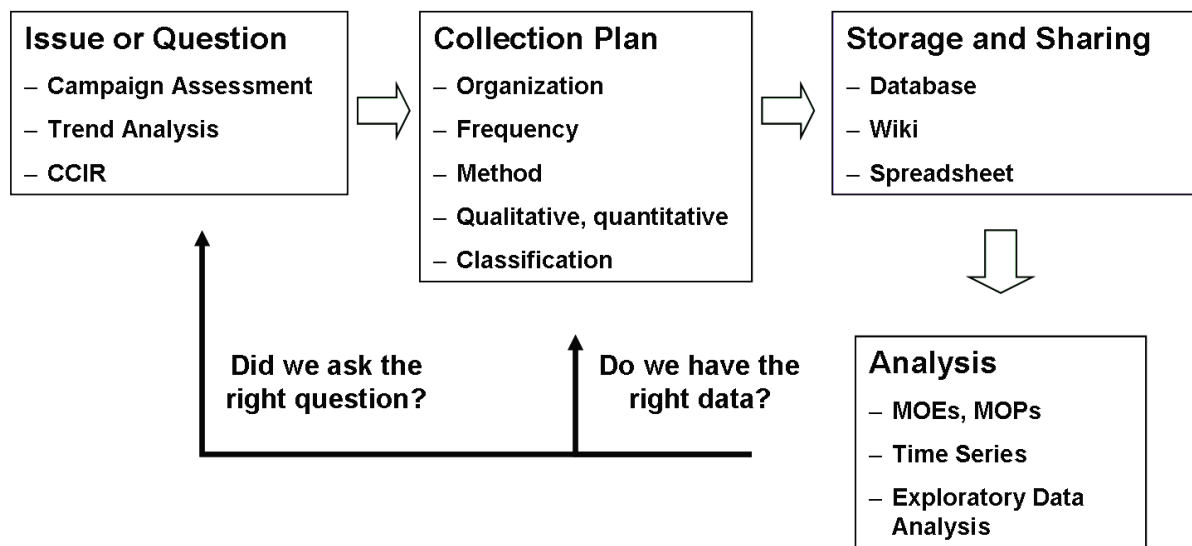 Issue or Question
– Campaign Assessment
– Trend Analysis
– CCIR
Collection Plan
– Organization
– Frequency
– Method
– Qualitative, quantitative
– Classification
Storage and Sharing
– Database
– Wiki
– Spreadsheet
Did we ask the
right question?
Do we have the
right data?
Analysis
– MOEs, MOPs
– Time Series
– Exploratory Data
Analysis